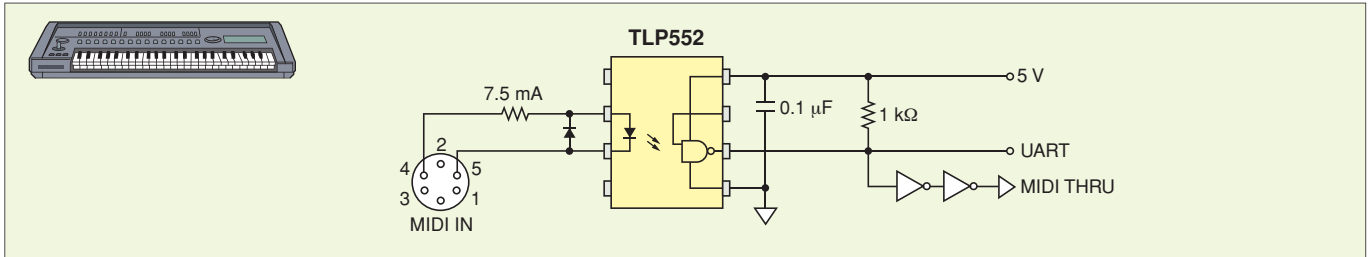 TLP552
5 V
7.5 mA
0.1 μF
1 kΩ
2
4
5
UART
3
1
MIDI THRU
MIDI IN